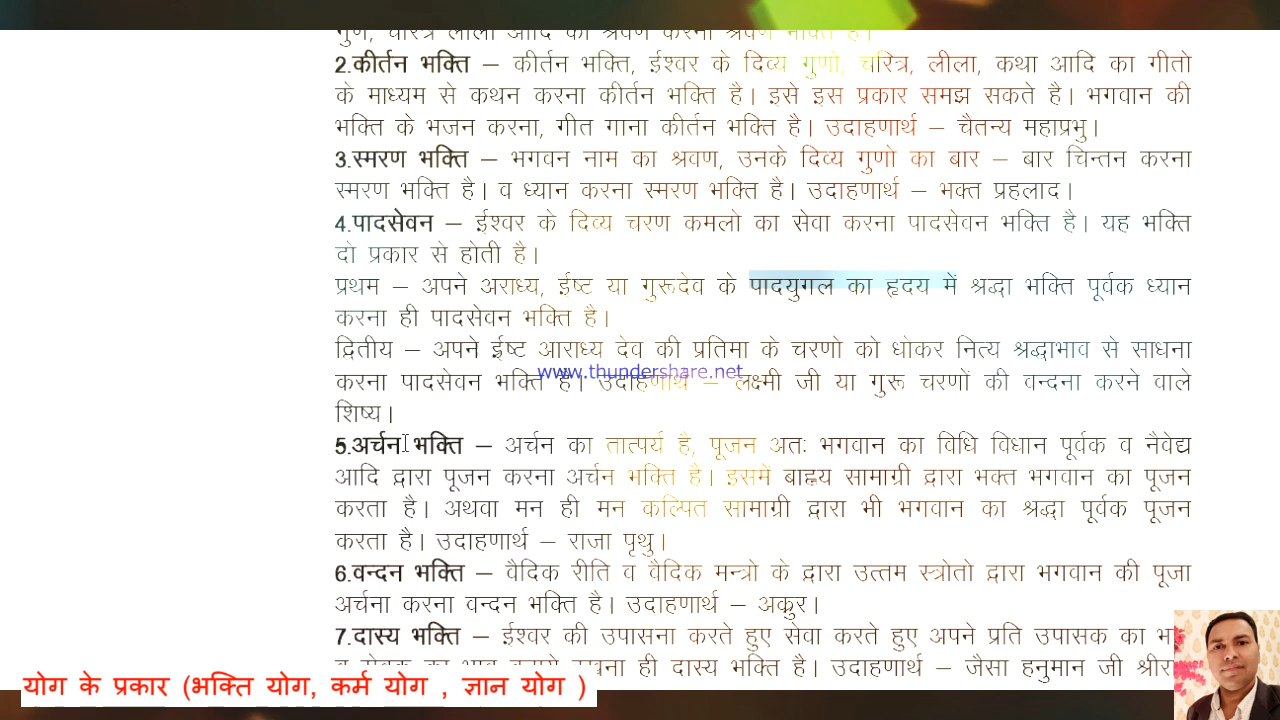 गुण, चरित्र लीला आदि का श्रवण करना श्रवण भक्ति है।
2.कीर्तन भक्ति – कीर्तन भक्ति, ईश्वर के दिव्य गुणो, चरित्र, लीला, कथा आदि का गीतो
के माध्यम से कथन करना कीर्तन भक्ति है। इसे इस प्रकार समझ सकते है। भगवान की
भक्ति के भजन करना, गीत गाना कीर्तन भक्ति है। उदाहणार्थ – चैतन्य महाप्रभु।
3.स्मरण भक्ति – भगवन नाम का श्रवण, उनके दिव्य गुणो का बार – बार चिन्तन करना
स्मरण भक्ति है। व ध्यान करना स्मरण भक्ति है। उदाहणार्थ – भक्त प्रहलाद।
4.पादसेवन – ईश्वर के दिव्य चरण कमलो का सेवा करना पादसेवन भक्ति है। यह भक्ति
दो प्रकार से होती है।
प्रथम – अपने अराध्य, ईष्ट या गुरूदेव के पादयुगल का हृदय में श्रद्धा भक्ति पूर्वक ध्यान
करना ही पादसेवन भक्ति है।
द्वितीय – अपने ईष्ट आराध्य देव की प्रतिमा के चरणो को धोकर नित्य श्रद्धाभाव से साधना
www.thundershare.net
करना पादसेवन भक्ति है। उदाहणार्थ – लक्ष्मी जी या गुरू चरणों की वन्दना करने वाले
शिष्य।
5.अर्चन भक्ति – अर्चन का तात्पर्य है, पूजन अतः भगवान का विधि विधान पूर्वक व नैवेद्य
आदि द्वारा पूजन करना अर्चन भक्ति है। इसमें बाह्रय सामाग्री द्वारा भक्त भगवान का पूजन
करता है। अथवा मन ही मन कल्पित सामाग्री द्वारा भी भगवान का श्रद्धा पूर्वक पूजन
करता है। उदाहणार्थ – राजा पृथु।
6.वन्दन भक्ति – वैदिक रीति व वैदिक मन्त्रो के द्वारा उत्तम स्त्रोतो द्वारा भगवान की पूजा
अर्चना करना वन्दन भक्ति है। उदाहणार्थ – अकुर।
7.दास्य भक्ति – ईश्वर की उपासना करते हुए सेवा करते हुए अपने प्रति उपासक का
ही दास्य भक्ति है। उदाहणार्थ – जैसा हनुमान जी
योग के प्रकार (भक्ति योग, कर्म योग , ज्ञान योग )